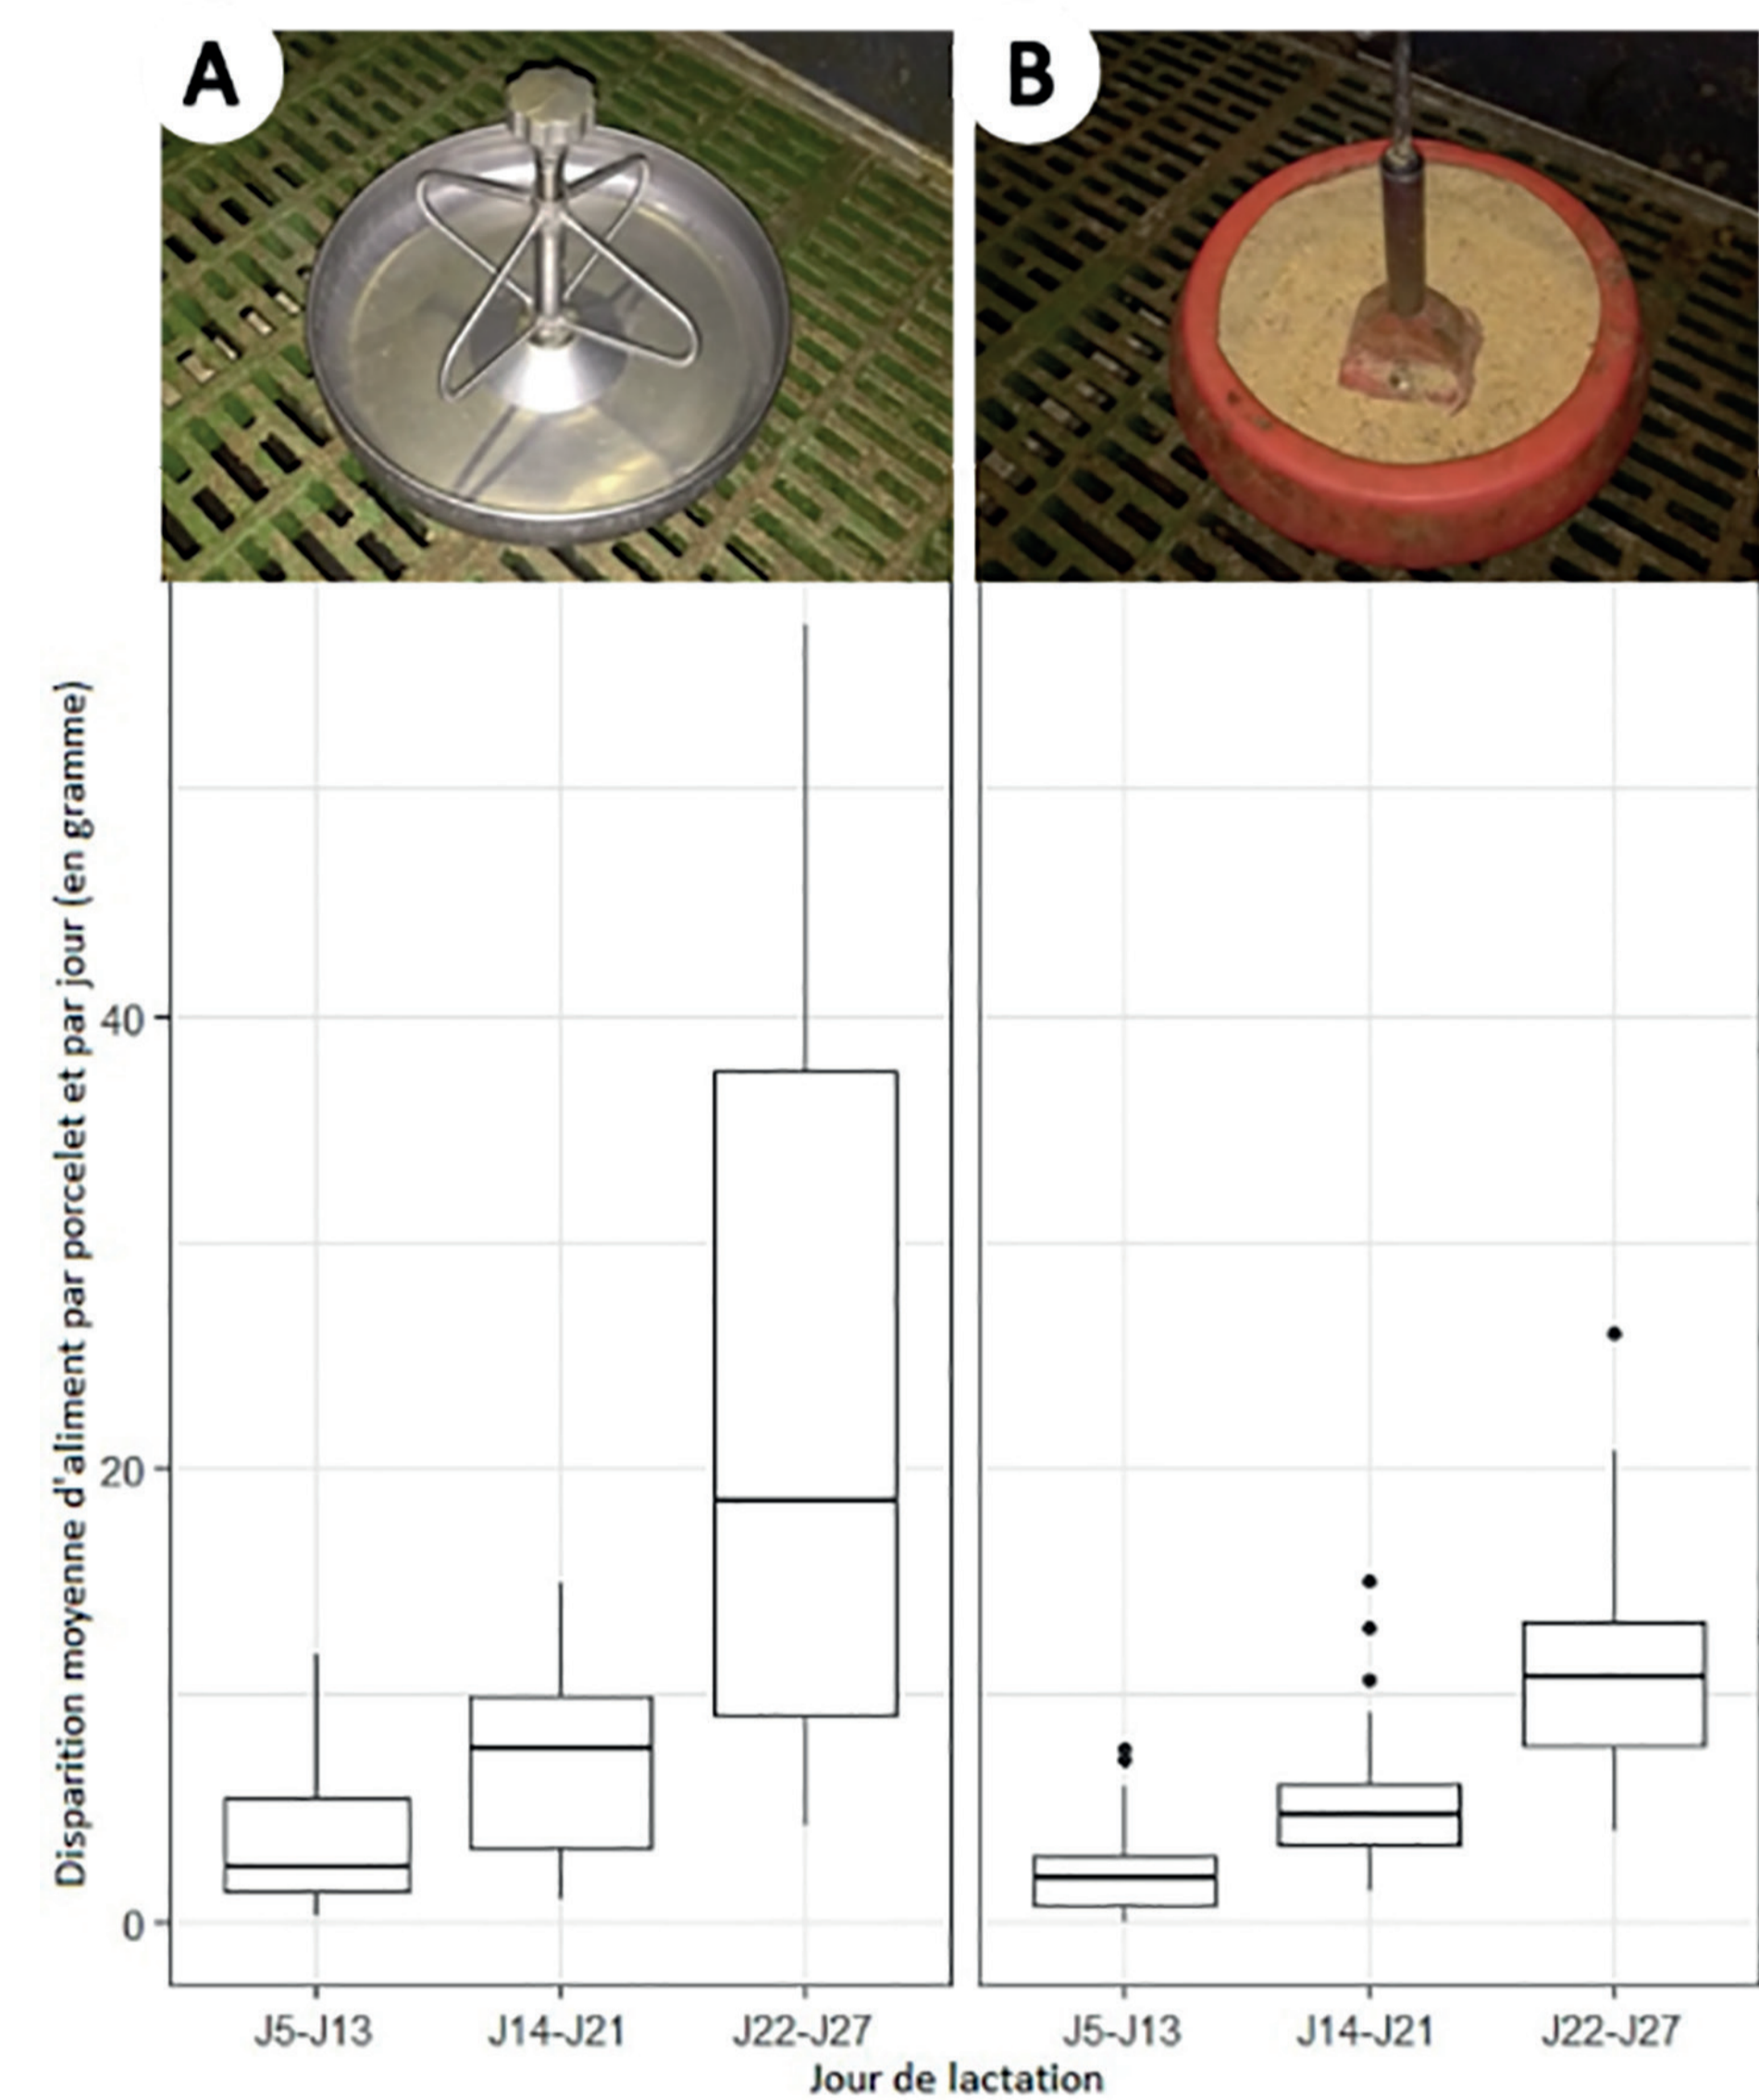 A
B
Disparition moyenne d'aliment par porcelet et par jour (en gramme)
40
20
0
J5-J13
J14-J21
J22-J27
J5-J13
J14-J21
J22-J27
Jour de lactation